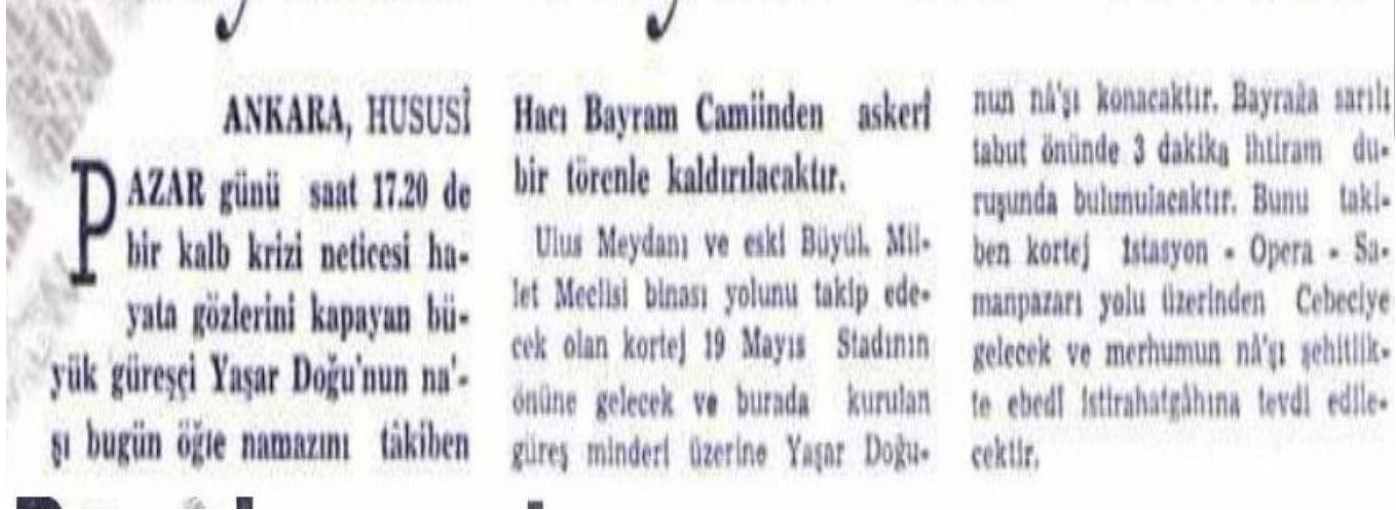 ANKARA, HUSUSÎ
PAZAR günü saat 17.20 de
bir kalb krizi neticesi ha-
yata gözlerini kapayan bü-
yük güreşçi Yaşar Doğu'nun na'-
şı bugün öğle namazını tâkiben
Hacı Bayram Camiinden askerî
bir törenle kaldırılacaktır.
Ulus Meydanı ve eski Büyük Mil-
let Meclisi binası yolunu takip ede-
cek olan kortej 19 Mayıs Stadının
önüne gelecek ve burada kurulan
güreş minderi üzerine Yaşar Doğu-
nun nâ'şı konacaktır. Bayrağa sarılı
tabut önünde 3 dakika ihtiram du-
ruşunda bulunulacaktır. Bunu taki-
ben kortej İstasyon - Opera - Sa-
manpazarı yolu üzerinden Cebeciye
gelecek ve merhumun nâ'şı şehitlik-
te ebedî istirahatgâhına tevdi edile-
cektir.